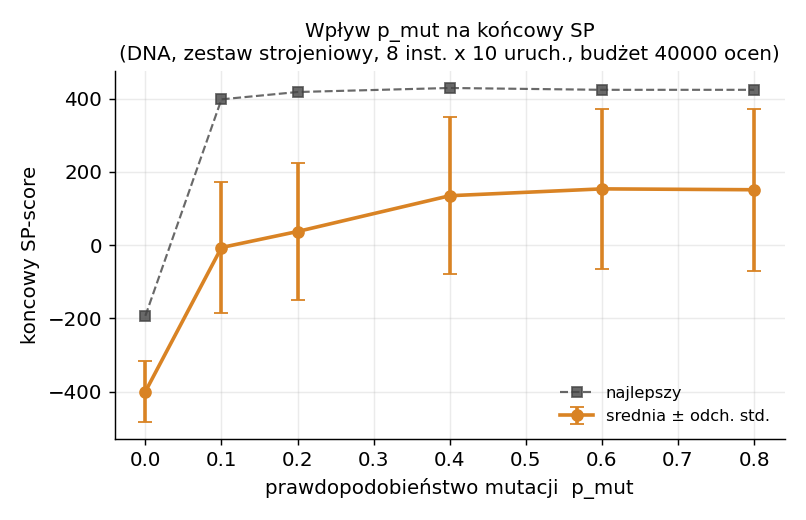 Wpływ p_mut na końcowy SP
(DNA, zestaw strojeniowy, 8 inst. x 10 uruch., budżet 40000 ocen)
koncowy SP-score
400
200
0
−200
−400
najlepszy
srednia ± odch. std.
0.0 0.1 0.2 0.3 0.4 0.5 0.6 0.7 0.8
prawdopodobieństwo mutacji p_mut